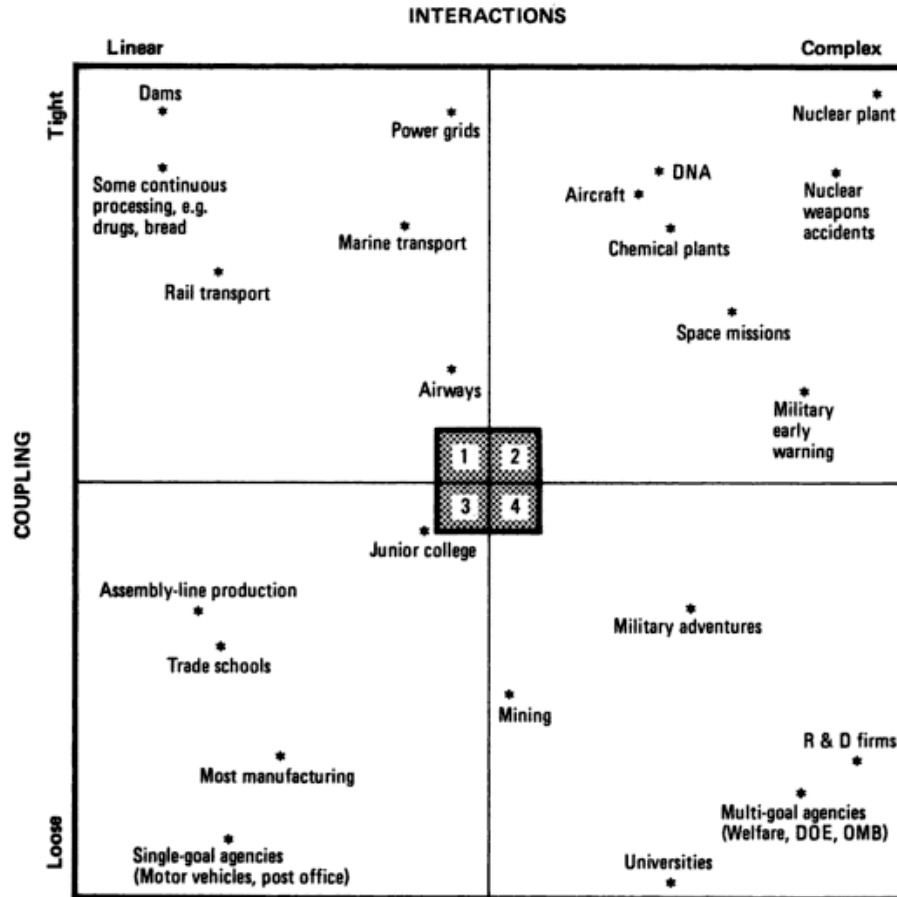 INTERACTIONS
Linear
Complex
Tight
COUPLING
Loose
Dams
Power grids
Some continuous
processing, e.g.
drugs, bread
Marine transport
Rail transport
Airways
Nuclear plant
DNA
Aircraft
Nuclear
weapons
accidents
Chemical plants
Space missions
Military
early
warning
1
2
3
4
Junior college
Assembly-line production
Trade schools
Most manufacturing
Single-goal agencies
(Motor vehicles, post office)
Military adventures
Mining
R & D firms
Multi-goal agencies
(Welfare, DOE, OMB)
Universities